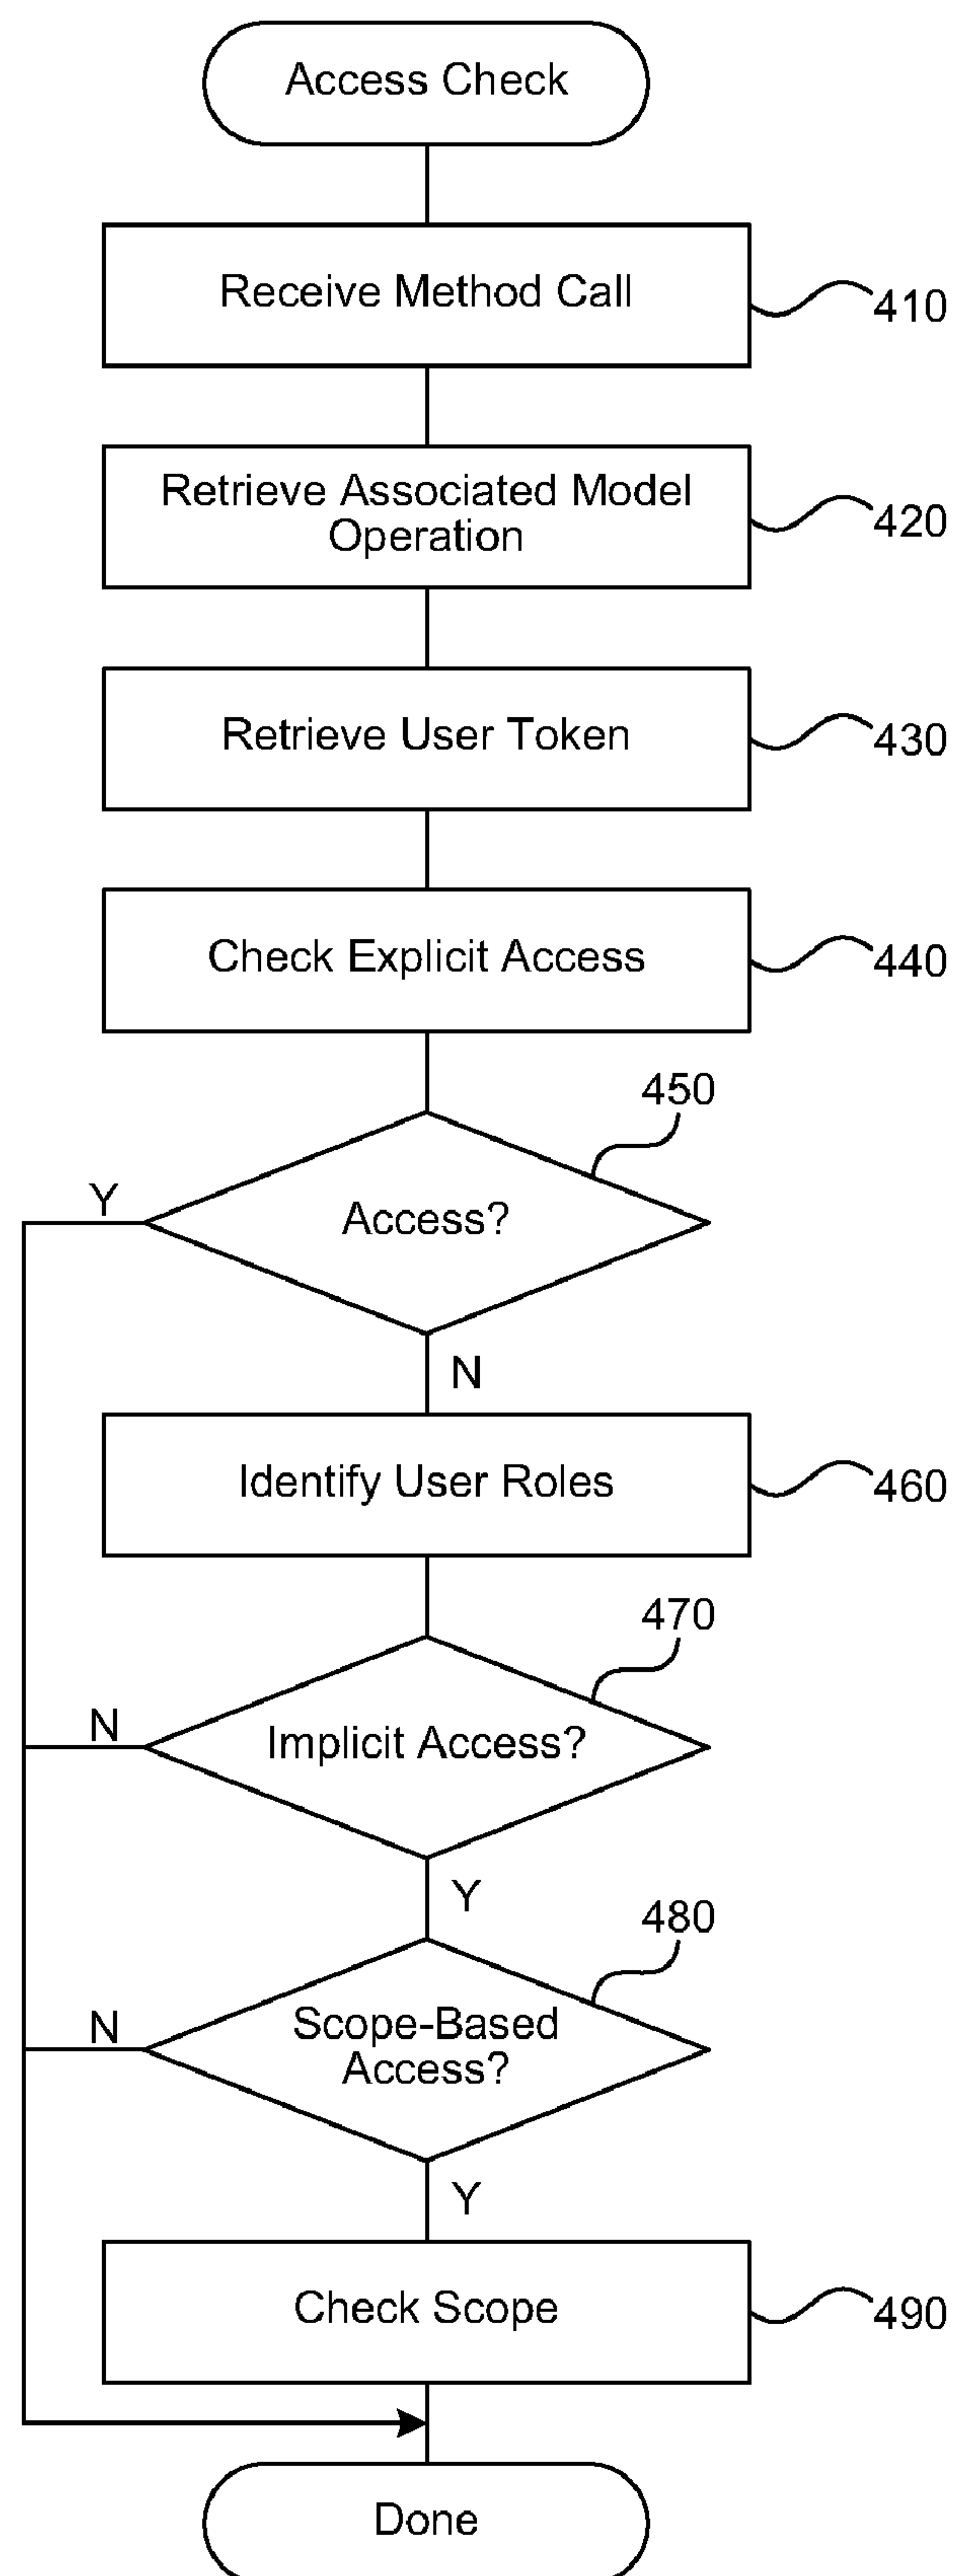 Access Check
Receive Method Call
410
Retrieve Associated Model
Operation
420
Retrieve User Token
430
Check Explicit Access
440
450
Y
Access?
N
Identify User Roles
460
470
N
Implicit Access?
Y
480
N
Scope-Based
Access?
Y
Check Scope
490
Done